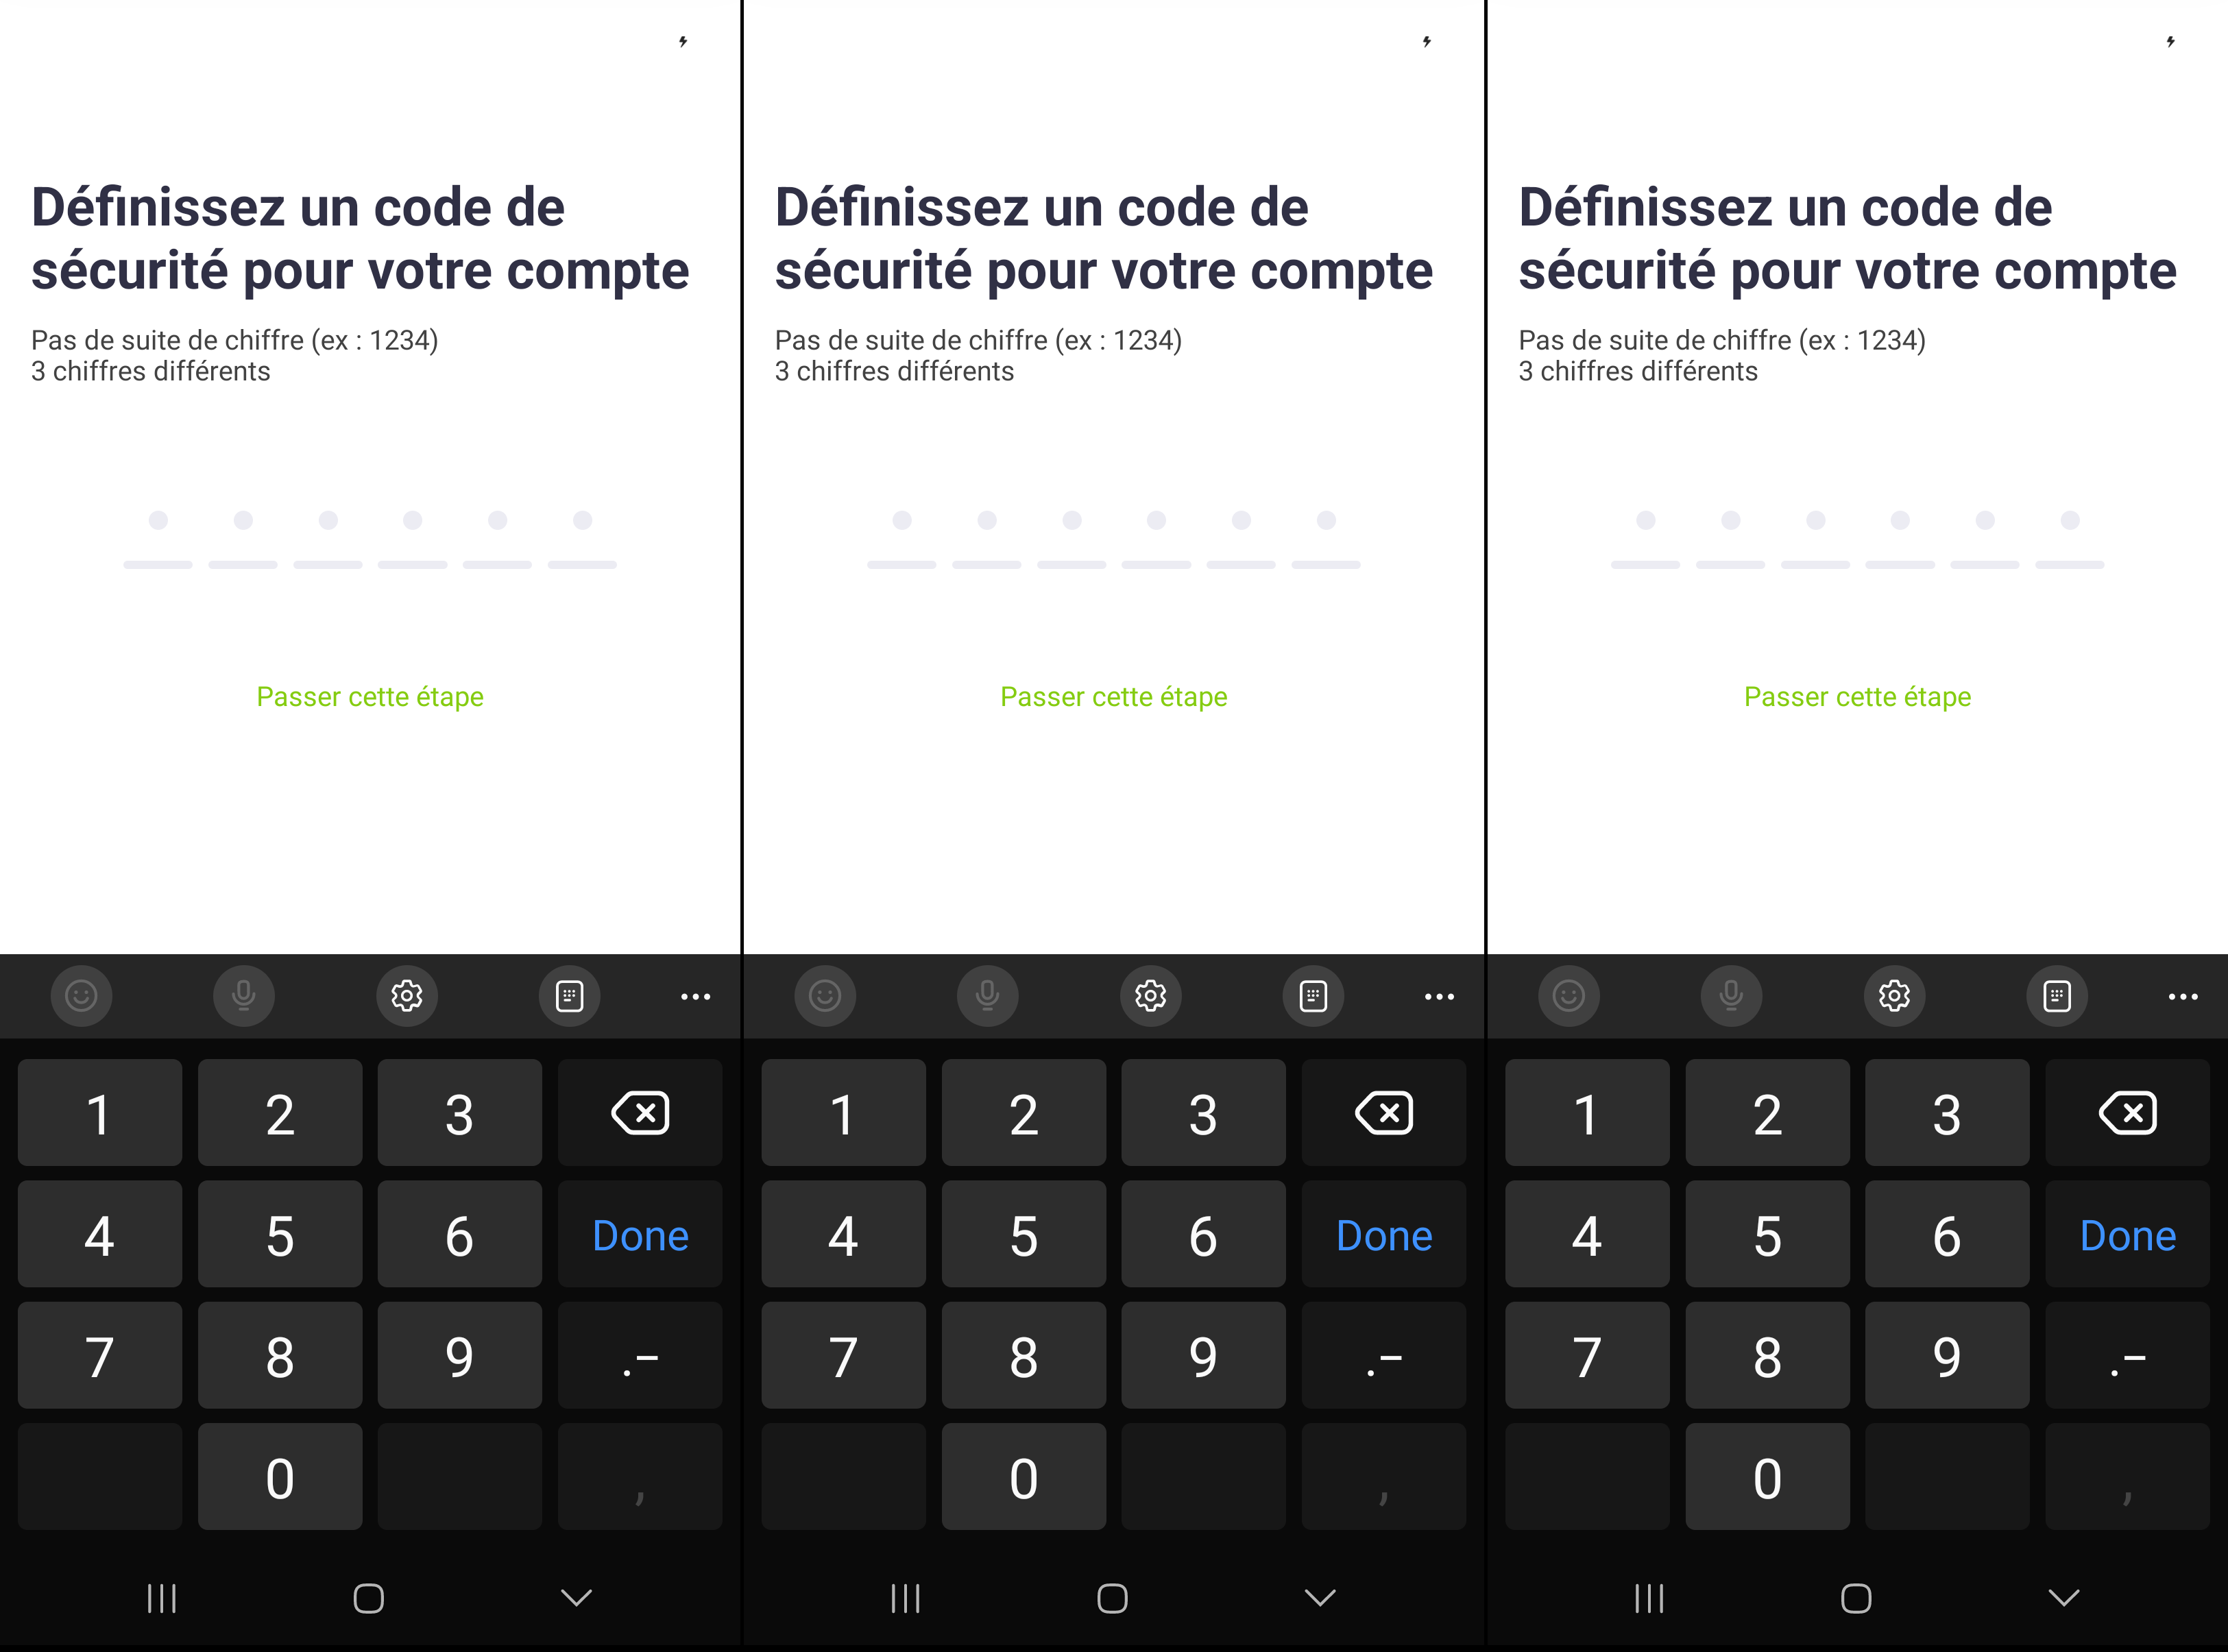 Définissez un code de
sécurité pour votre compte
Pas de suite de chiffre (ex : 1234)
3 chiffres différents
Passer cette étape
1 2 3
4 5 6 Done
7 8 9 .-
0 ,
Définissez un code de
sécurité pour votre compte
Pas de suite de chiffre (ex : 1234)
3 chiffres différents
Passer cette étape
1 2 3
4 5 6 Done
7 8 9 .-
0 ,
Définissez un code de
sécurité pour votre compte
Pas de suite de chiffre (ex : 1234)
3 chiffres différents
Passer cette étape
1 2 3
4 5 6 Done
7 8 9 .-
0 ,